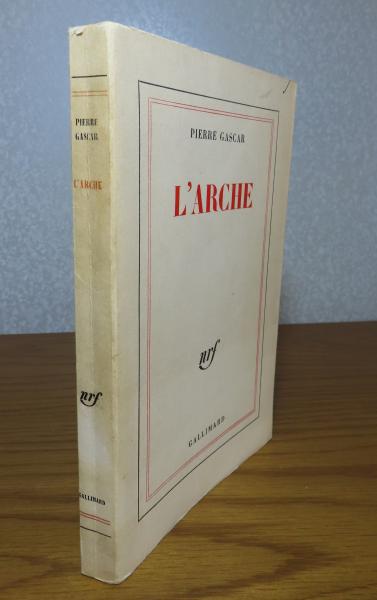 PIERRE
GASCAR
L'ARCHE
nrf
GALLIMARD
PIERRE GASCAR
L'ARCHE
nrf
GALLIMARD